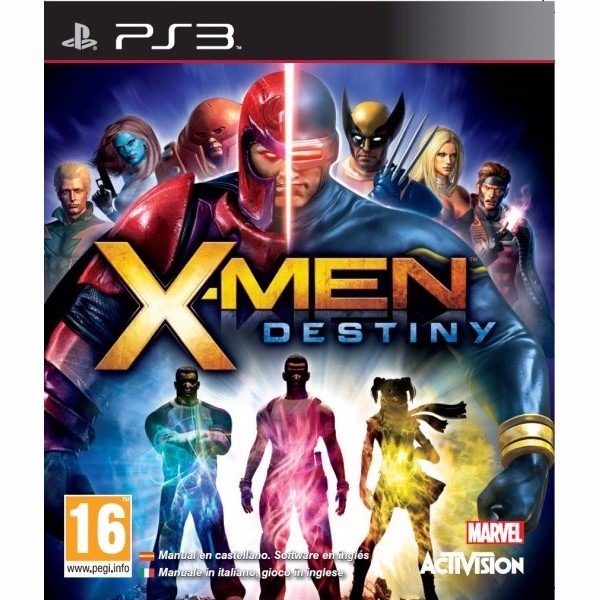 PS3
X-MEN
DESTINY
16
www.pegi.info
Manual en castellano. Software en inglés
Manuale in italiano, gioco in inglese
MARVEL
ACTIVISION